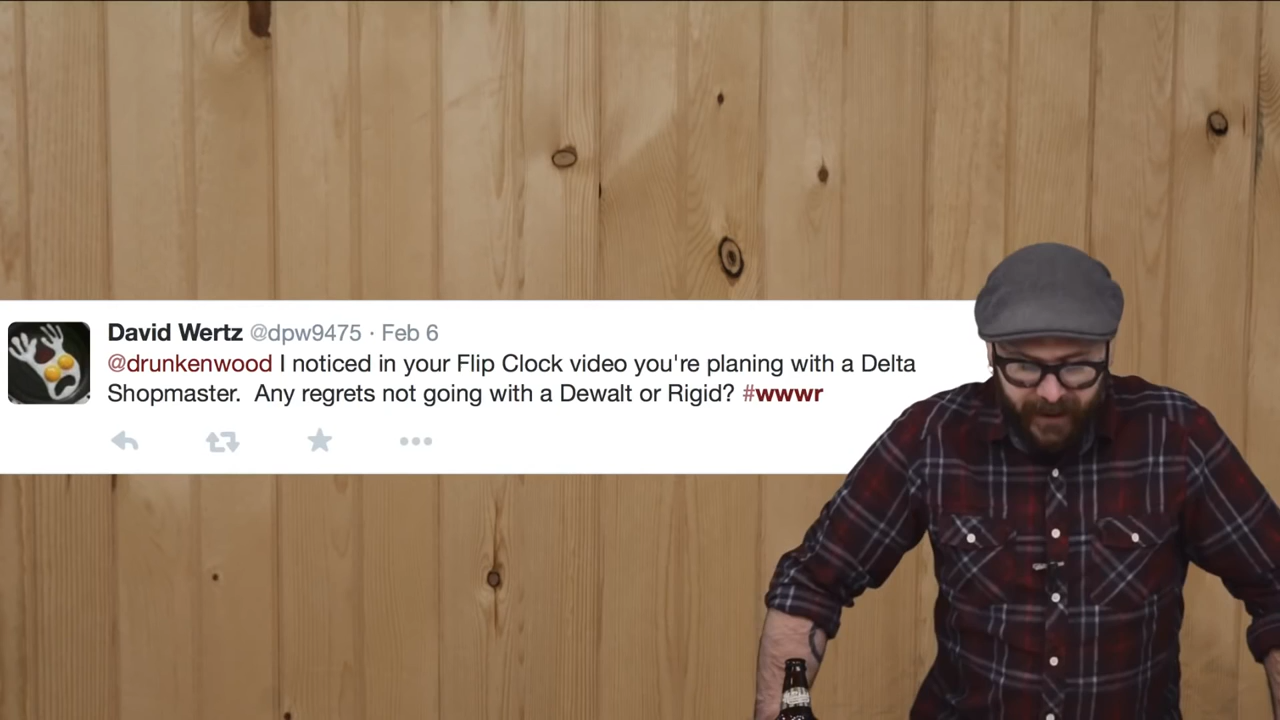 David Wertz @dpw9475 · Feb 6
@drunkenwood I noticed in your Flip Clock video you're planing with a Delta
Shopmaster.  Any regrets not going with a Dewalt or Rigid? #wwwr